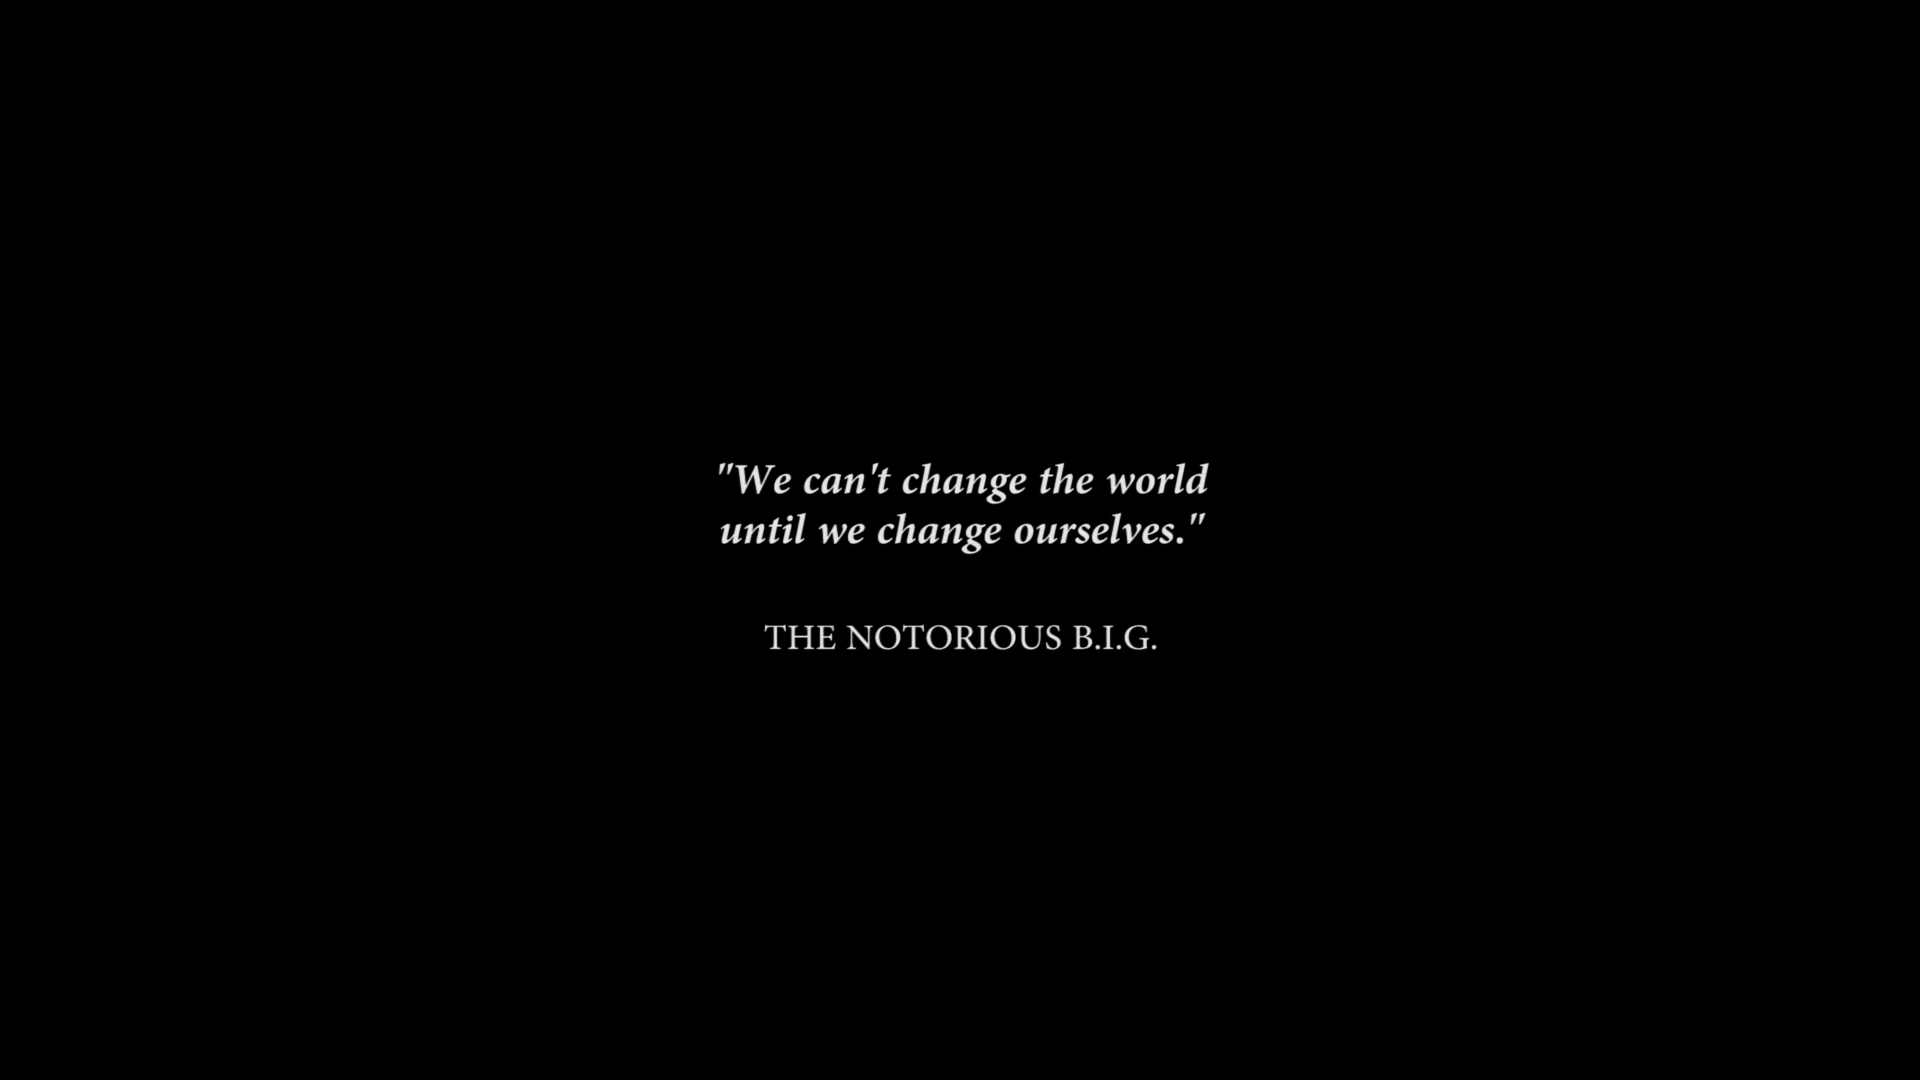 "We can't change the world
until we change ourselves."
THE NOTORIOUS B.I.G.